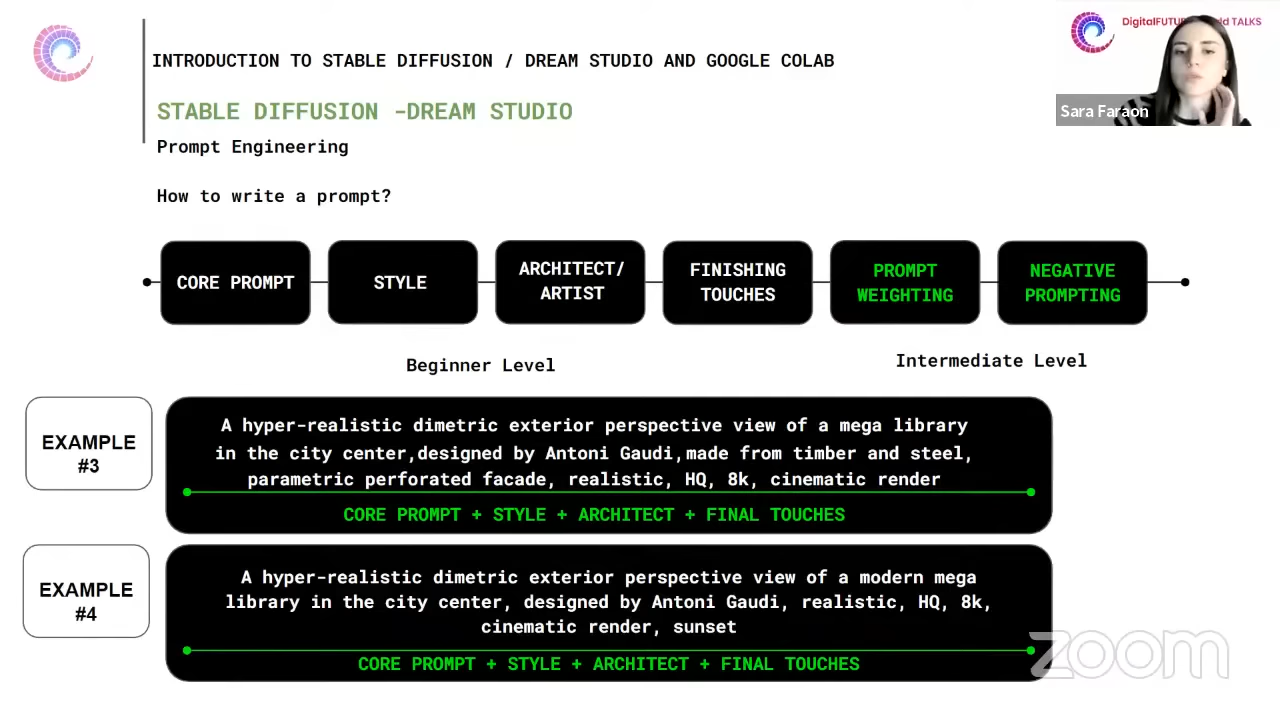 INTRODUCTION TO STABLE DIFFUSION / DREAM STUDIO AND GOOGLE COLAB
DigitalFUTU TALKS
STABLE DIFFUSION -DREAM STUDIO
Sara Faraon
Prompt Engineering
How to write a prompt?
CORE PROMPT
STYLE
ARCHITECT/
ARTIST
FINISHING
TOUCHES
PROMPT
WEIGHTING
NEGATIVE
PROMPTING
Beginner Level
Intermediate Level
EXAMPLE
#3
A hyper-realistic dimetric exterior perspective view of a mega library
in the city center,designed by Antoni Gaudi,made from timber and steel,
parametric perforated facade, realistic, HQ, 8k, cinematic render
CORE PROMPT + STYLE + ARCHITECT + FINAL TOUCHES
EXAMPLE
#4
A hyper-realistic dimetric exterior perspective view of a modern mega
library in the city center, designed by Antoni Gaudi, realistic, HQ, 8k,
cinematic render, sunset
CORE PROMPT + STYLE + ARCHITECT + FINAL TOUCHES
zoom